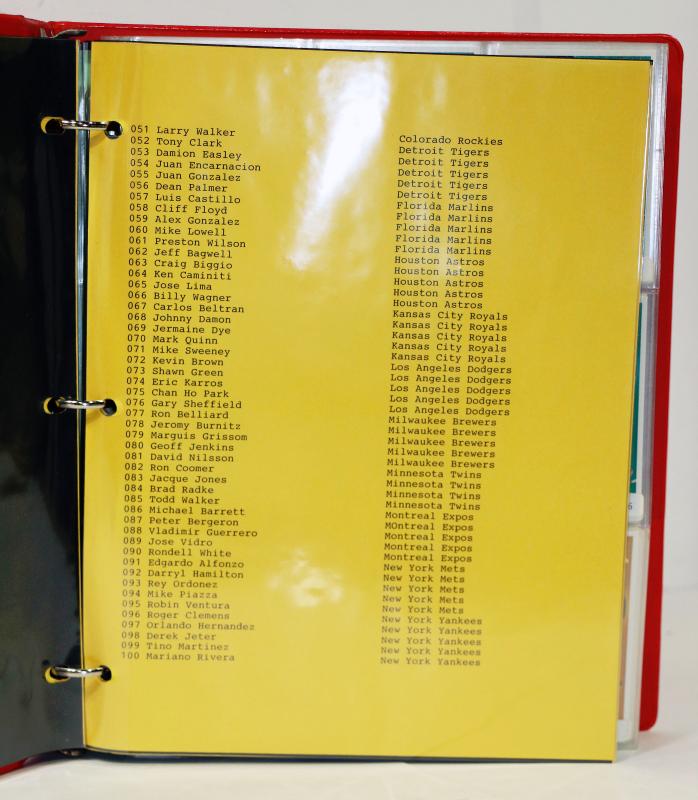 051 Larry Walker Colorado Rockies
052 Tony Clark Detroit Tigers
053 Damion Easley Detroit Tigers
054 Juan Encarnacion Detroit Tigers
055 Juan Gonzalez Detroit Tigers
056 Dean Palmer Detroit Tigers
057 Luis Castillo Florida Marlins
058 Cliff Floyd Florida Marlins
059 Alex Gonzalez Florida Marlins
060 Mike Lowell Florida Marlins
061 Preston Wilson Florida Marlins
062 Jeff Bagwell Houston Astros
063 Craig Biggio Houston Astros
064 Ken Caminiti Houston Astros
065 Jose Lima Houston Astros
066 Billy Wagner Houston Astros
067 Carlos Beltran Kansas City Royals
068 Johnny Damon Kansas City Royals
069 Jermaine Dye Kansas City Royals
070 Mark Quinn Kansas City Royals
071 Mike Sweeney Kansas City Royals
072 Kevin Brown Los Angeles Dodgers
073 Shawn Green Los Angeles Dodgers
074 Eric Karros Los Angeles Dodgers
075 Chan Ho Park Los Angeles Dodgers
076 Gary Sheffield Los Angeles Dodgers
077 Ron Belliard Milwaukee Brewers
078 Jeromy Burnitz Milwaukee Brewers
079 Marguis Grissom Milwaukee Brewers
080 Geoff Jenkins Milwaukee Brewers
081 David Nilsson Milwaukee Brewers
082 Ron Coomer Minnesota Twins
083 Jacque Jones Minnesota Twins
084 Brad Radke Minnesota Twins
085 Todd Walker Minnesota Twins
086 Michael Barrett Montreal Expos
087 Peter Bergeron MOntreal Expos
088 Vladimir Guerrero Montreal Expos
089 Jose Vidro Montreal Expos
090 Rondell White Montreal Expos
091 Edgardo Alfonzo New York Mets
092 Darryl Hamilton New York Mets
093 Rey Ordonez New York Mets
094 Mike Piazza New York Mets
095 Robin Ventura New York Mets
096 Roger Clemens New York Yankees
097 Orlando Hernandez New York Yankees
098 Derek Jeter New York Yankees
099 Tino Martinez New York Yankees
100 Mariano Rivera New York Yankees
6